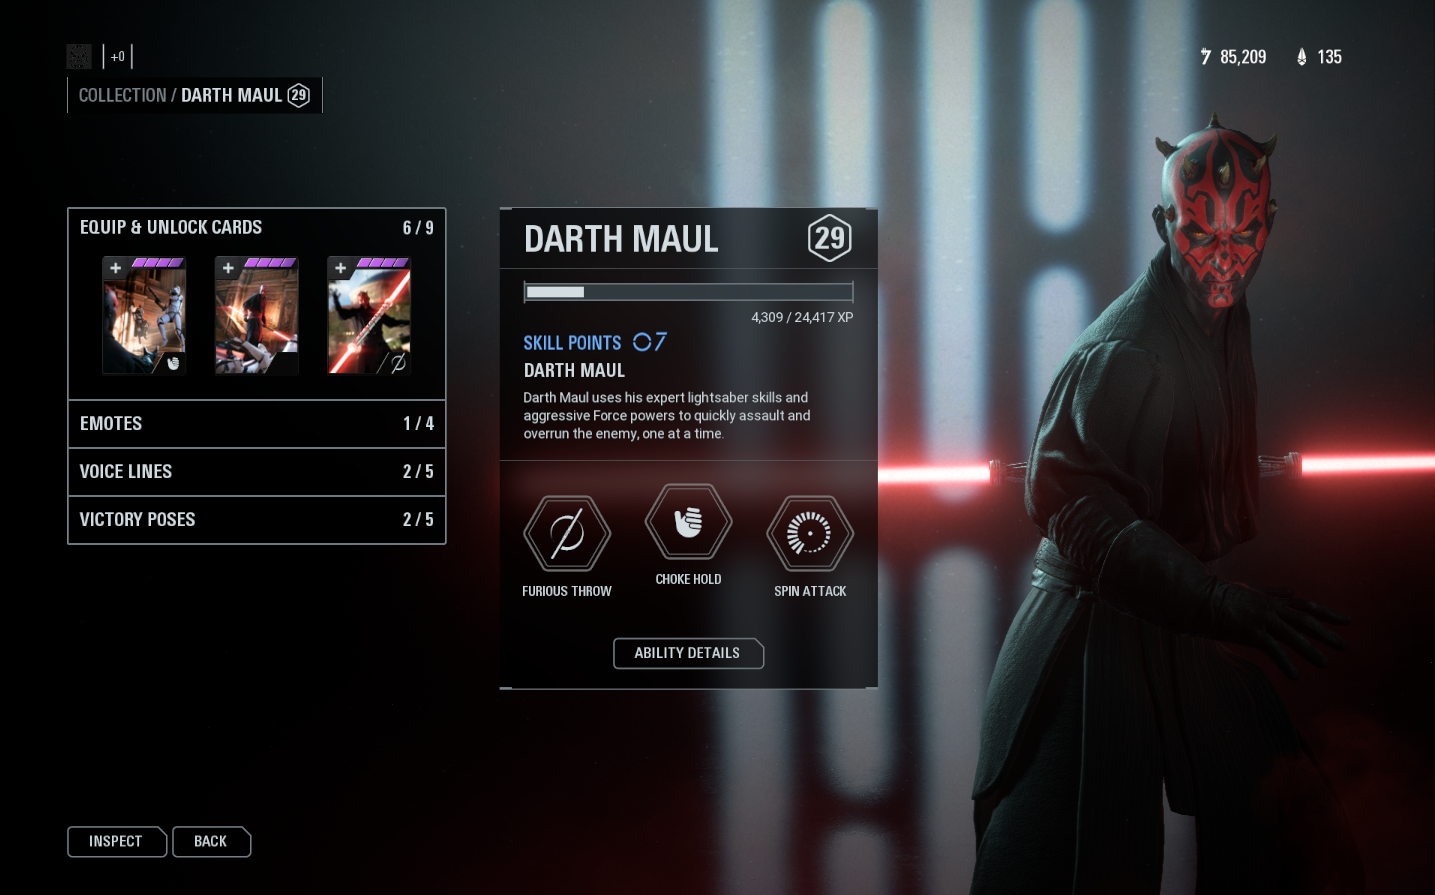 +0
85,209
135
COLLECTION / DARTH MAUL 29
EQUIP & UNLOCK CARDS 6 / 9
EMOTES 1 / 4
VOICE LINES 2 / 5
VICTORY POSES 2 / 5
DARTH MAUL 29
4,309 / 24,417 XP
SKILL POINTS 7
DARTH MAUL
Darth Maul uses his expert lightsaber skills and
aggressive Force powers to quickly assault and
overrun the enemy, one at a time.
FURIOUS THROW
CHOKE HOLD
SPIN ATTACK
ABILITY DETAILS
INSPECT
BACK